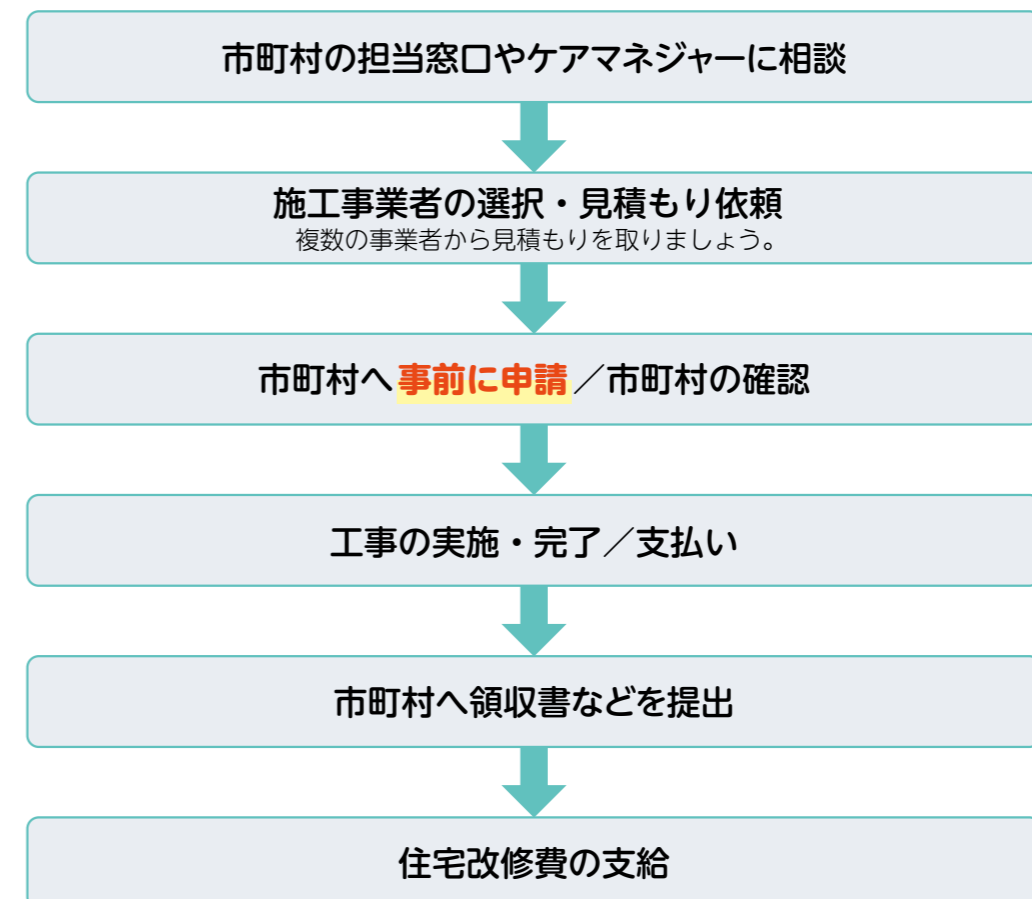 市町村の担当窓口やケアマネジャーに相談
施工事業者の選択・見積もり依頼
複数の事業者から見積もりを取りましょう。
市町村へ事前に申請／市町村の確認
工事の実施・完了／支払い
市町村へ領収書などを提出
住宅改修費の支給